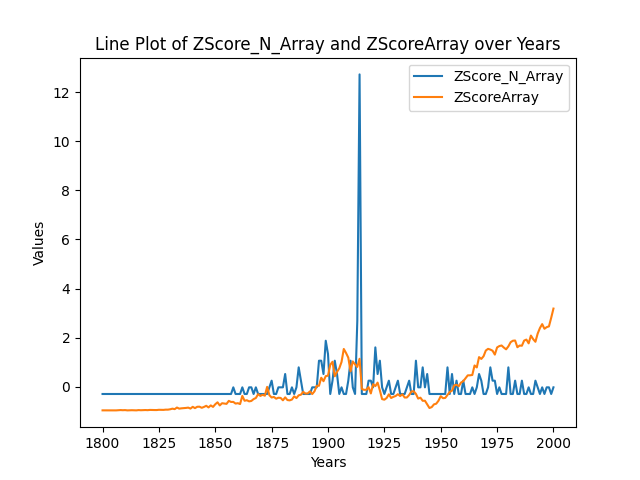 Line Plot of ZScore_N_Array and ZScoreArray over Years
ZScore_N_Array
ZScoreArray
Values
12
10
8
6
4
2
0
1800 1825 1850 1875 1900 1925 1950 1975 2000
Years